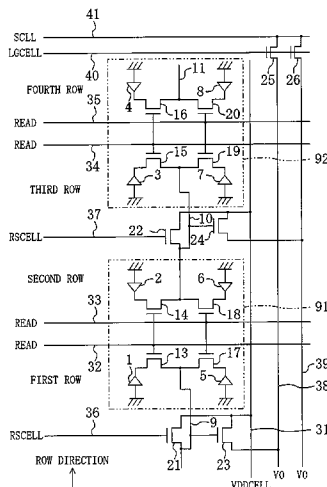 41
SCLL
LGCELL
40
25
26
11
FOURTH ROW
4
8
35
16
20
READ
READ
34
15
19
92
3
7
THIRD ROW
37
10
22
24
RSCELL
2
6
SECOND ROW
33
14
18
91
READ
READ
32
13
17
39
1
5
38
FIRST ROW
36
9
31
RSCELL
21
23
V0
V0
ROW DIRECTION
VDDCELL